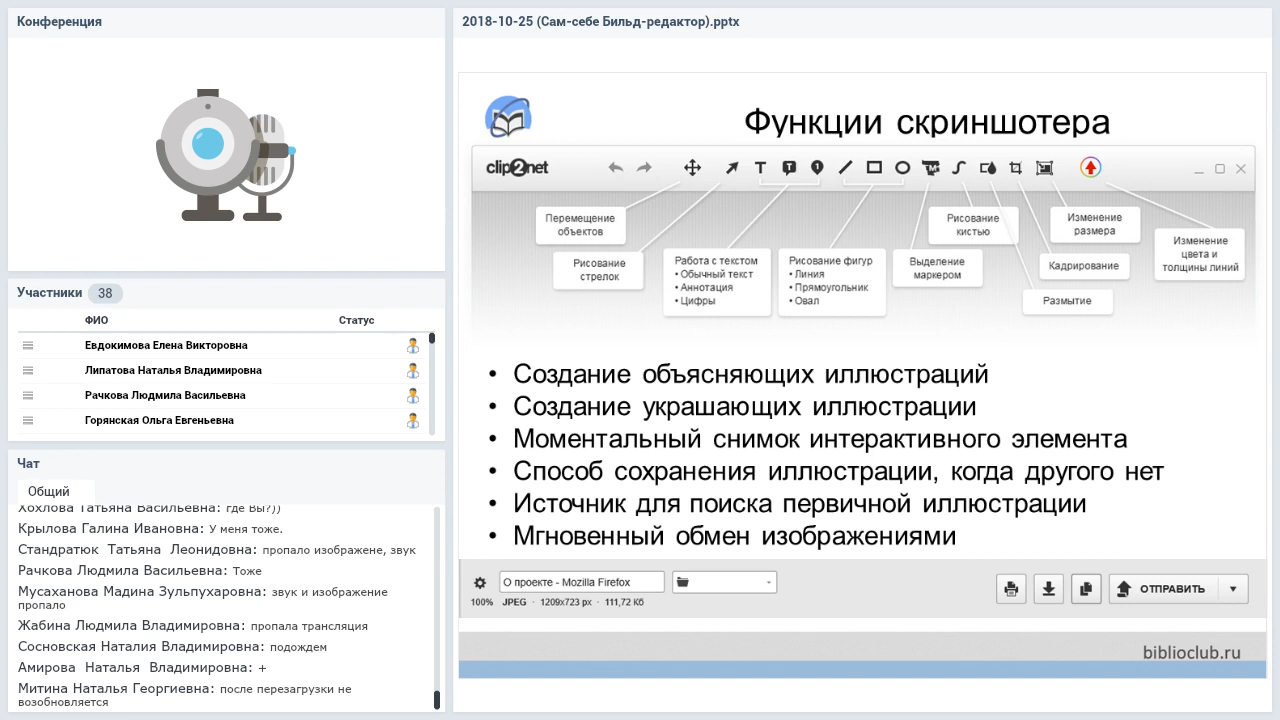 Конференция
Участники 38
ФИО Статус
Евдокимова Елена Викторовна
Липатова Наталья Владимировна
Рачкова Людмила Васильевна
Горянская Ольга Евгеньевна
Чат
Общий
Хохлова Татьяна Васильевна: где Вы?))
Крылова Галина Ивановна: У меня тоже.
Стандратюк Татьяна Леонидовна: пропало изображене, звук
Рачкова Людмила Васильевна: Тоже
Мусаханова Мадина Зульпухаровна: звук и изображение
пропало
Жабина Людмила Владимировна: пропала трансляция
Сосновская Наталия Владимировна: подождем
Амирова Наталья Владимировна: +
Митина Наталья Георгиевна: после перезагрузки не
возобновляется
2018-10-25 (Сам-себе Бильд-редактор).pptx
Функции скриншотера
clip2net
Перемещение
объектов
Рисование
стрелок
Работа с текстом
• Обычный текст
• Аннотация
• Цифры
Рисование фигур
• Линия
• Прямоугольник
• Овал
Выделение
маркером
Рисование
кистью
Размытие
Кадрирование
Изменение
размера
Изменение
цвета и
толщины линий
• Создание объясняющих иллюстраций
• Создание украшающих иллюстрации
• Моментальный снимок интерактивного элемента
• Способ сохранения иллюстрации, когда другого нет
• Источник для поиска первичной иллюстрации
• Мгновенный обмен изображениями
О проекте - Mozilla Firefox
100% JPEG · 1209x723 px · 111,72 Кб
ОТПРАВИТЬ
biblioclub.ru